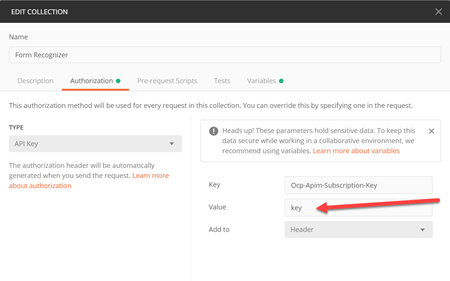 EDIT COLLECTION
Name
Form Recognizer
Description Authorization Pre-request Scripts Tests Variables
This authorization method will be used for every request in this collection. You can override this by specifying one in the request.
TYPE
API Key
The authorization header will be automatically
generated when you send the request. Learn
more about authorization
Heads up! These parameters hold sensitive data. To keep this
data secure while working in a collaborative environment, we
recommend using variables. Learn more about variables
Key Ocp-Apim-Subscription-Key
Value key
Add to Header